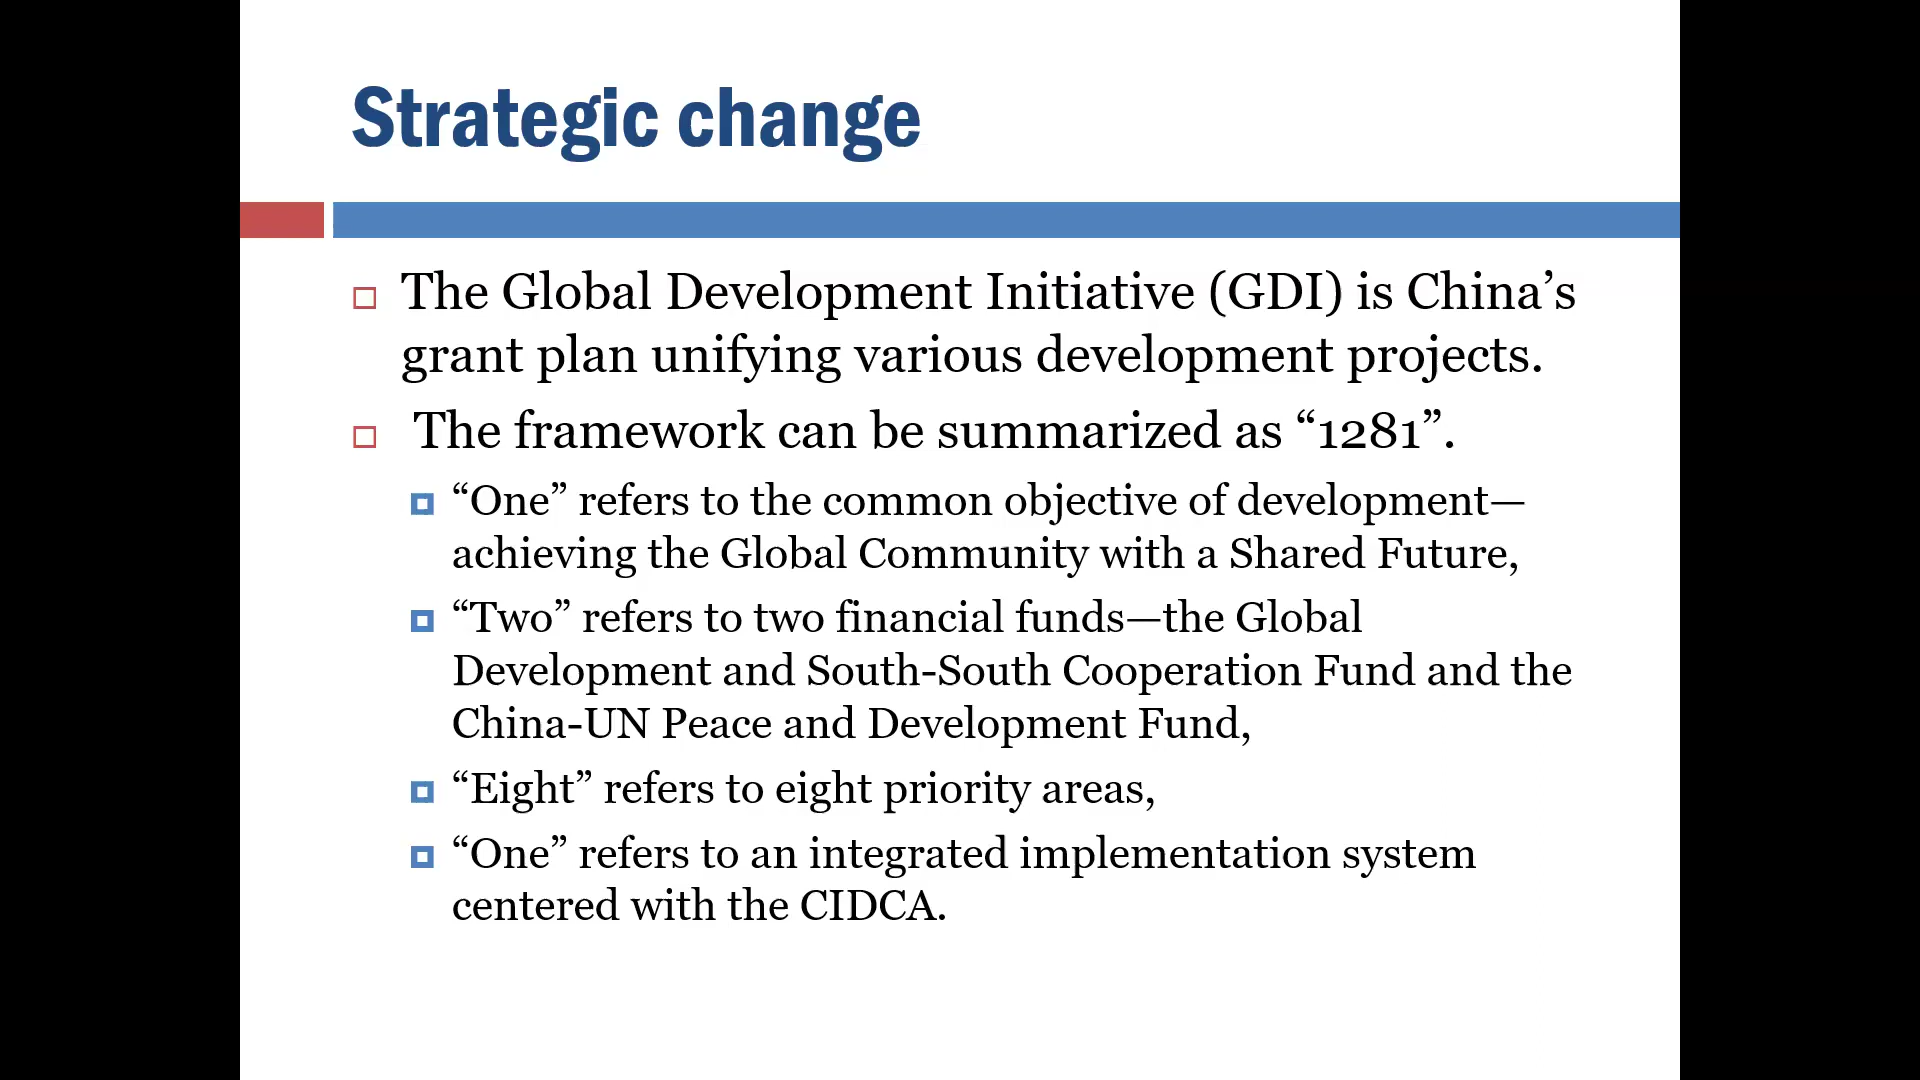 Strategic change
The Global Development Initiative (GDI) is China’s
grant plan unifying various development projects.
The framework can be summarized as “1281”.
“One” refers to the common objective of development—
achieving the Global Community with a Shared Future,
“Two” refers to two financial funds—the Global
Development and South-South Cooperation Fund and the
China-UN Peace and Development Fund,
“Eight” refers to eight priority areas,
“One” refers to an integrated implementation system
centered with the CIDCA.